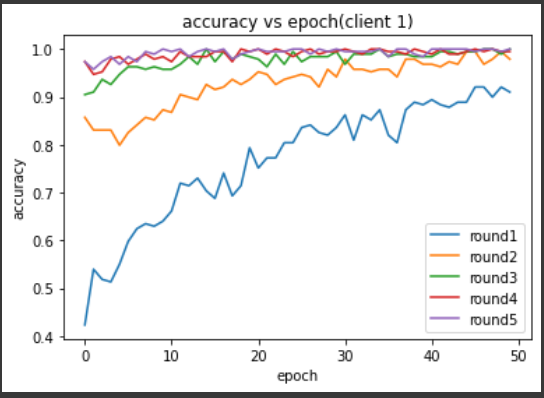 accuracy vs epoch(client 1)
1.0
0.9
0.8
0.7
0.6
0.5
0.4
accuracy
round1
round2
round3
round4
round5
0 10 20 30 40 50
epoch